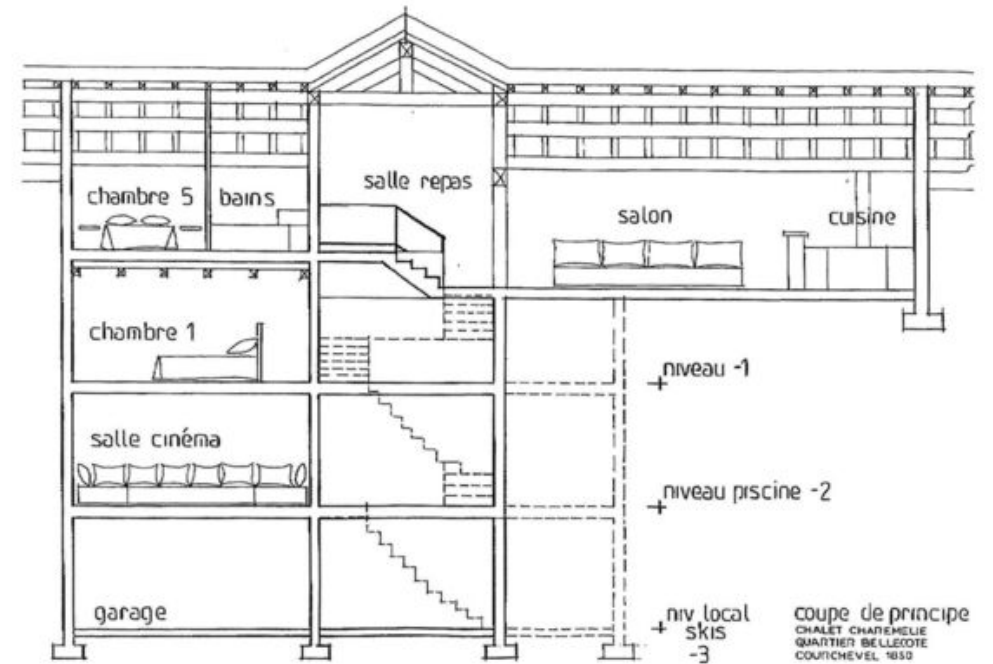 chambre 5
bains
salle repas
salon
cuisine
chambre 1
niveau -1
salle cinéma
niveau piscine -2
garage
niv local
skis
-3
coupe de principe
CHALET CHAREMELIE
QUARTIER BELLECOTE
COURCHEVEL 1850